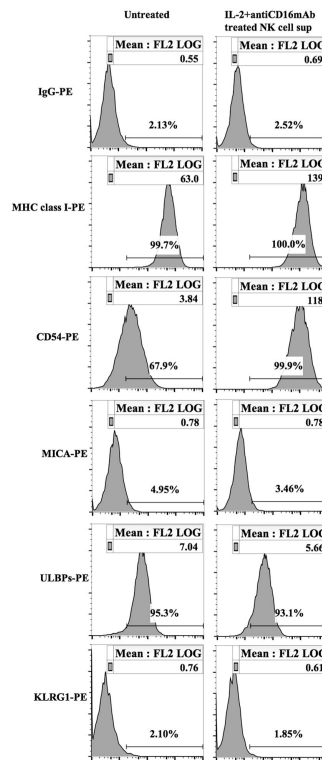 Untreated
IL-2+antiCD16mAb
treated NK cell sup
IgG-PE
Mean : FL2 LOG
0.55
2.13%
Mean : FL2 LOG
0.69
2.52%
MHC class I-PE
Mean : FL2 LOG
63.0
99.7%
Mean : FL2 LOG
139
100.0%
CD54-PE
Mean : FL2 LOG
3.84
67.9%
Mean : FL2 LOG
118
99.9%
MICA-PE
Mean : FL2 LOG
0.78
4.95%
Mean : FL2 LOG
0.78
3.46%
ULBPs-PE
Mean : FL2 LOG
7.04
95.3%
Mean : FL2 LOG
5.66
93.1%
KLRG1-PE
Mean : FL2 LOG
0.76
2.10%
Mean : FL2 LOG
0.61
1.85%